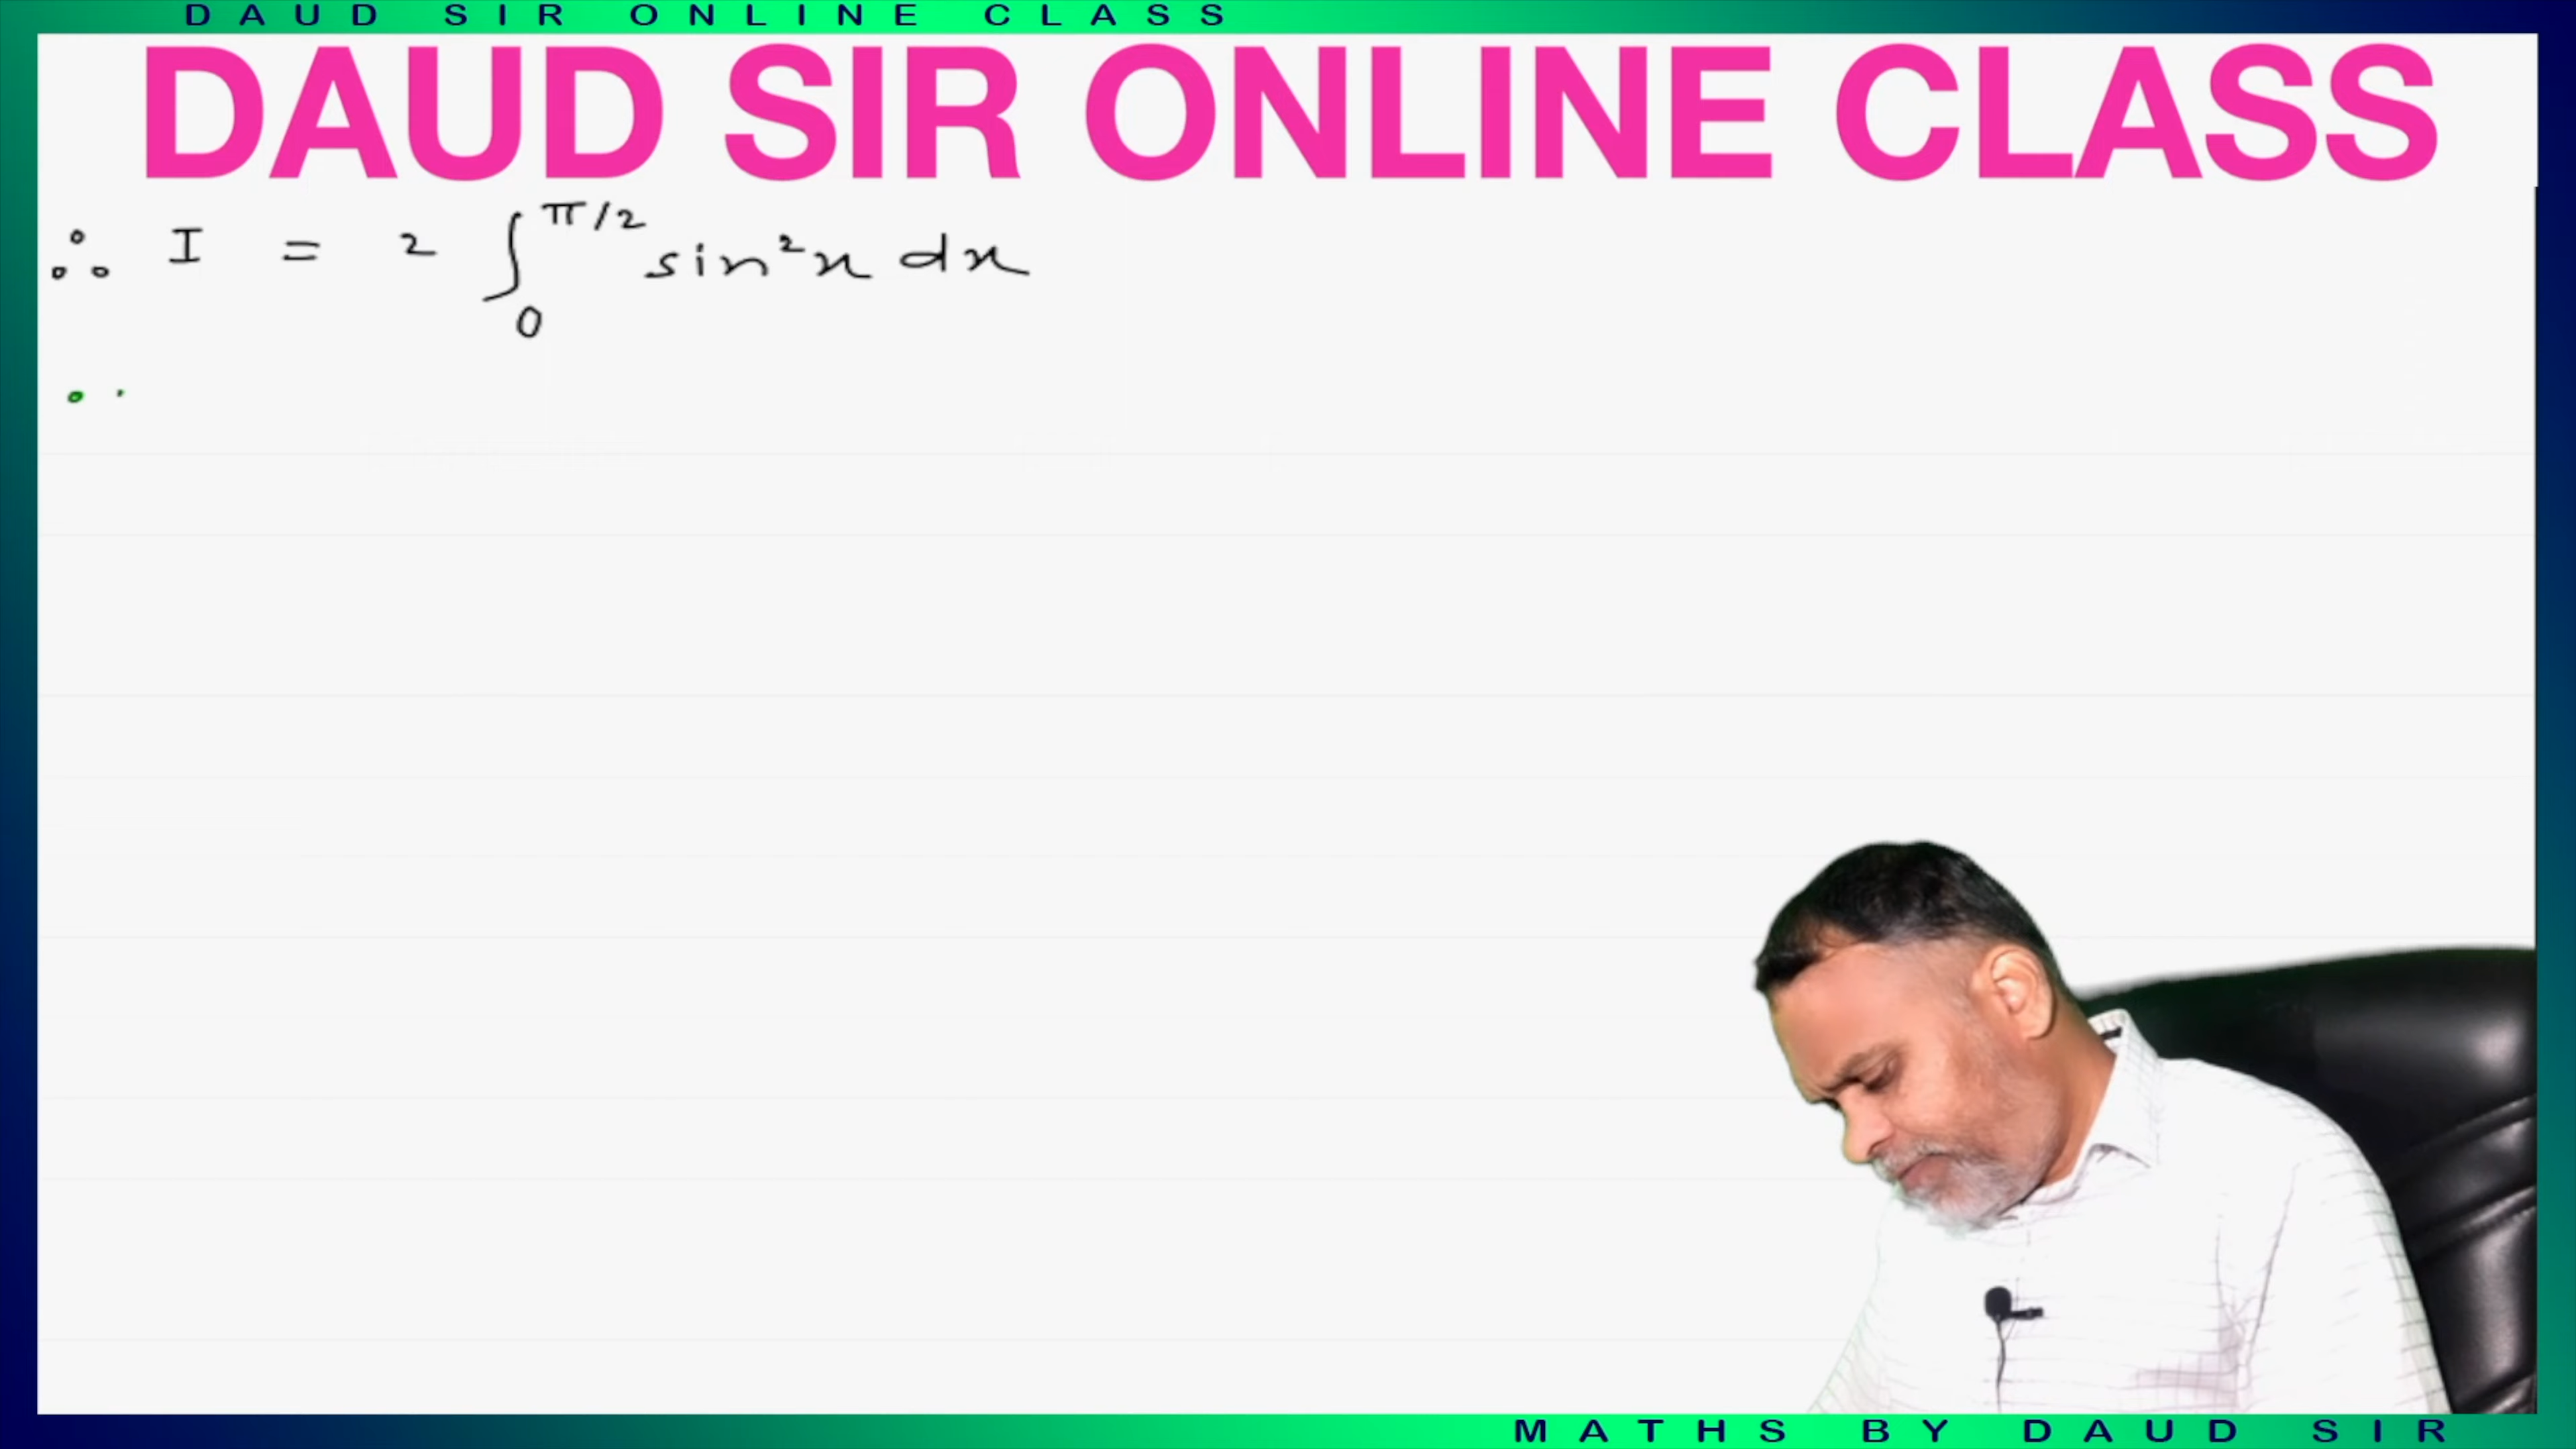 DAUD SIR ONLINE CLASS
DAUD SIR ONLINE CLASS
∴ I = 2 ∫₀^π/2 sin²x dx
MATHS BY DAUD SIR